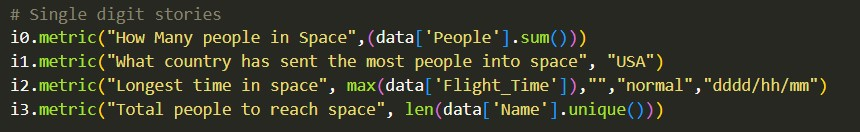 # Single digit stories
i0.metric("How Many people in Space",(data['People'].sum()))
i1.metric("What country has sent the most people into space", "USA")
i2.metric("Longest time in space", max(data['Flight_Time']),"","normal","dddd/hh/mm")
i3.metric("Total people to reach space", len(data['Name'].unique()))